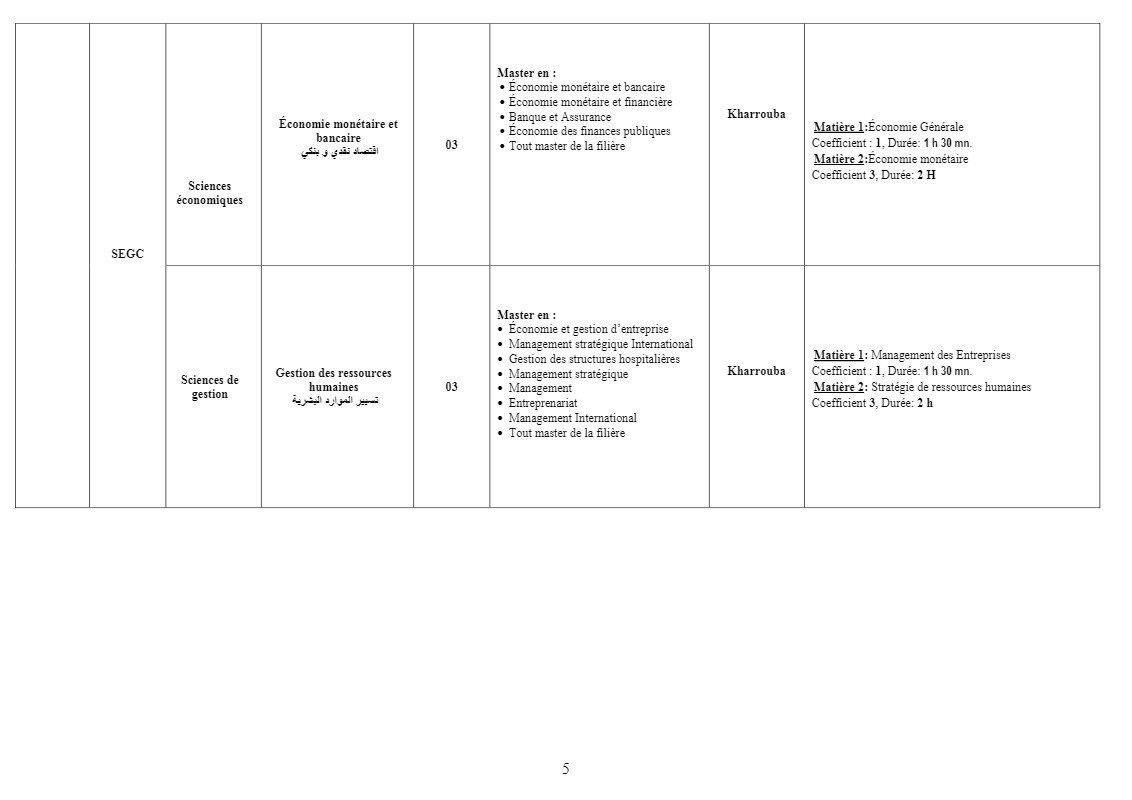 SEGC
Sciences
économiques
Économie monétaire et
bancaire
اقتصاد نقدي و بنكي
03
Master en :
• Économie monétaire et bancaire
• Économie monétaire et financière
• Banque et Assurance
• Économie des finances publiques
• Tout master de la filière
Kharrouba
Matière 1:Économie Générale
Coefficient : 1, Durée: 1 h 30 mn.
Matière 2:Économie monétaire
Coefficient 3, Durée: 2 H
Sciences de
gestion
Gestion des ressources
humaines
تسيير الموارد البشرية
03
Master en :
• Économie et gestion d’entreprise
• Management stratégique International
• Gestion des structures hospitalières
• Management stratégique
• Management
• Entreprenariat
• Management International
• Tout master de la filière
Kharrouba
Matière 1: Management des Entreprises
Coefficient : 1, Durée: 1 h 30 mn.
Matière 2: Stratégie de ressources humaines
Coefficient 3, Durée: 2 h
5